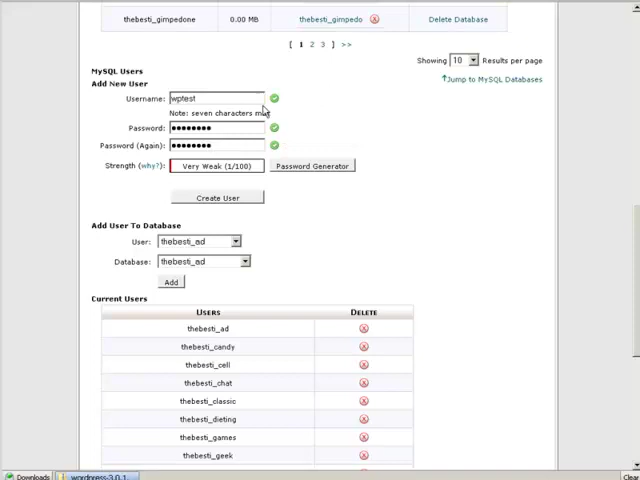 thebesti_gimpedone 0.00 MB thebesti_gimpedo Delete Database
[ 1 2 3 >>
Showing 10 Results per page
MySQL Users
Jump to MySQL Databases
Add New User
Username: wptest
Note: seven characters max
Password: ●●●●●●●●
Password (Again): ●●●●●●●●
Strength (why?): Very Weak (1/100) Password Generator
Create User
Add User To Database
User: thebesti_ad
Database: thebesti_ad
Add
Current Users
Users Delete
thebesti_ad
thebesti_candy
thebesti_cell
thebesti_chat
thebesti_classic
thebesti_dieting
thebesti_games
thebesti_geek
Downloads wordpress-3.0.1. Clear